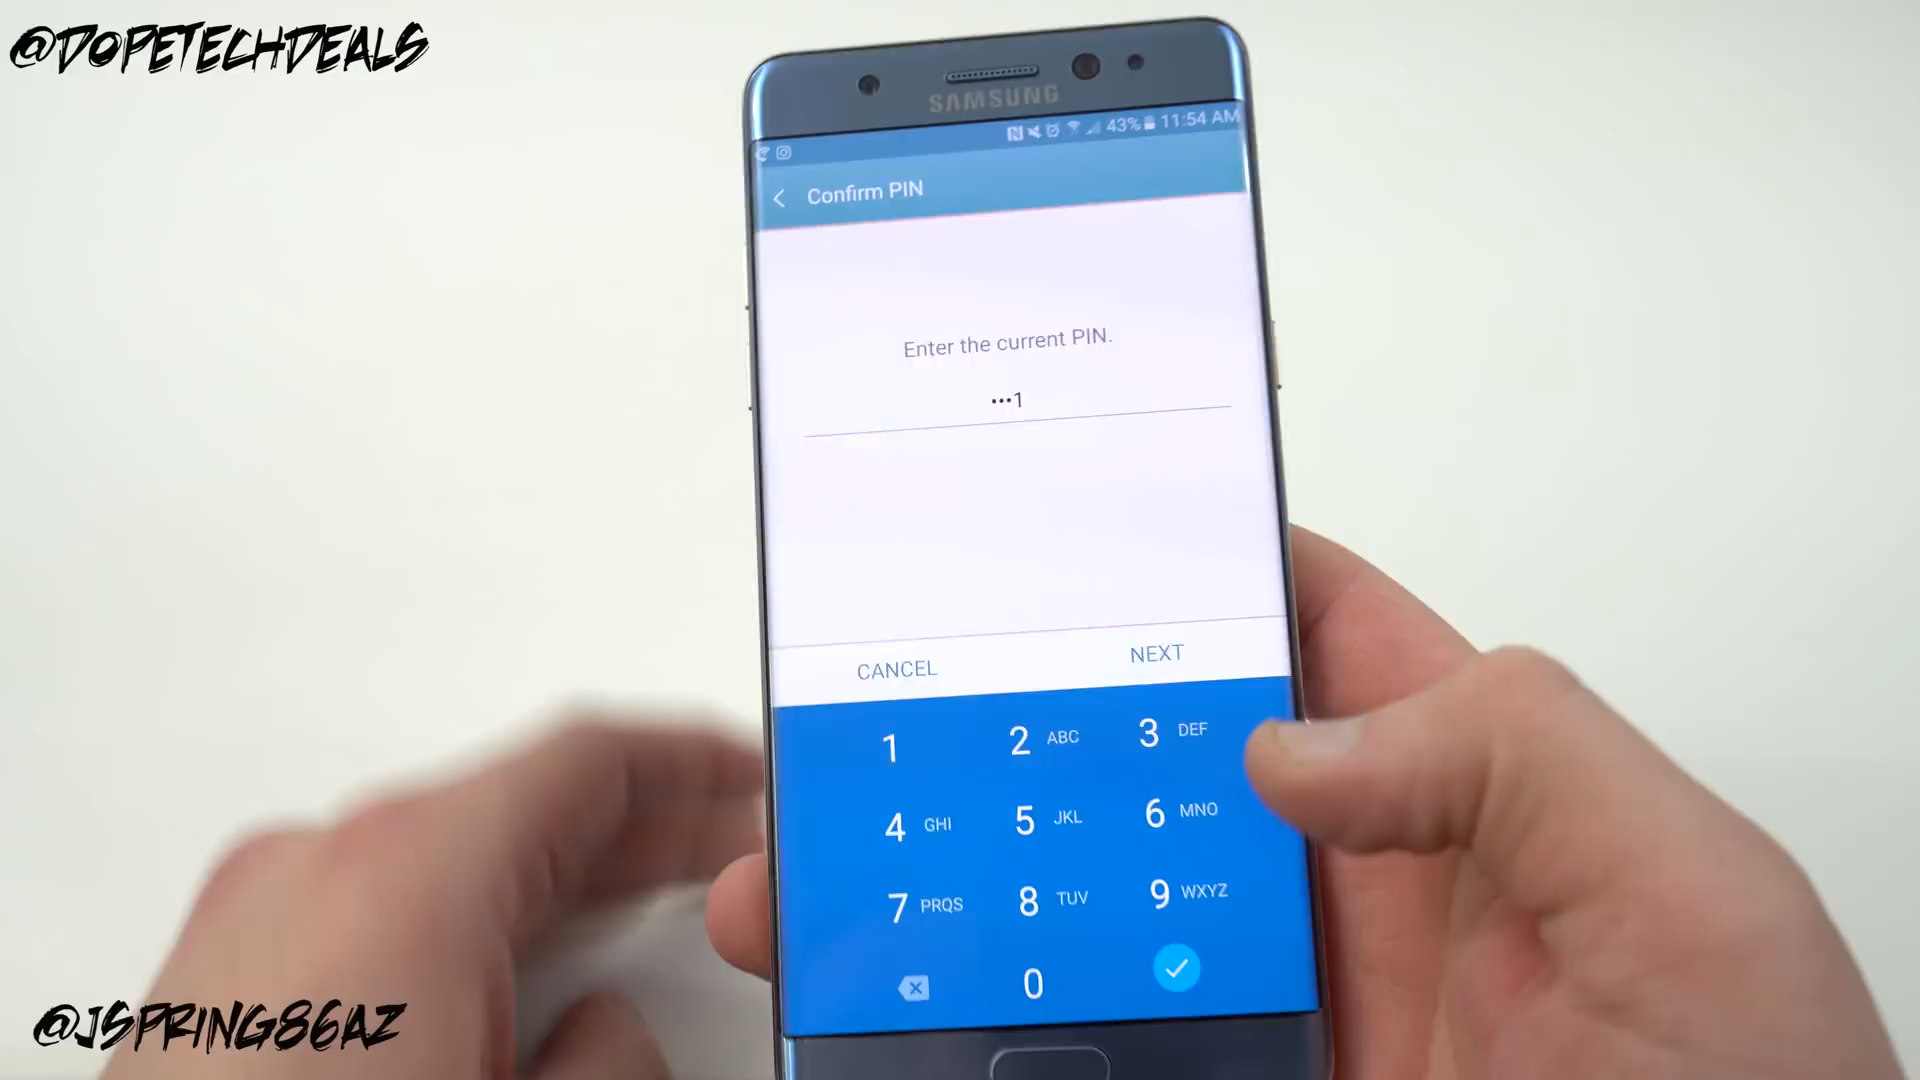 @DOPETECHDEALS
SAMSUNG
43% 11:54 AM
Confirm PIN
Enter the current PIN.
•••1
CANCEL NEXT
1 2 ABC 3 DEF
4 GHI 5 JKL 6 MNO
7 PRQS 8 TUV 9 WXYZ
0
@JSPRING86AZ